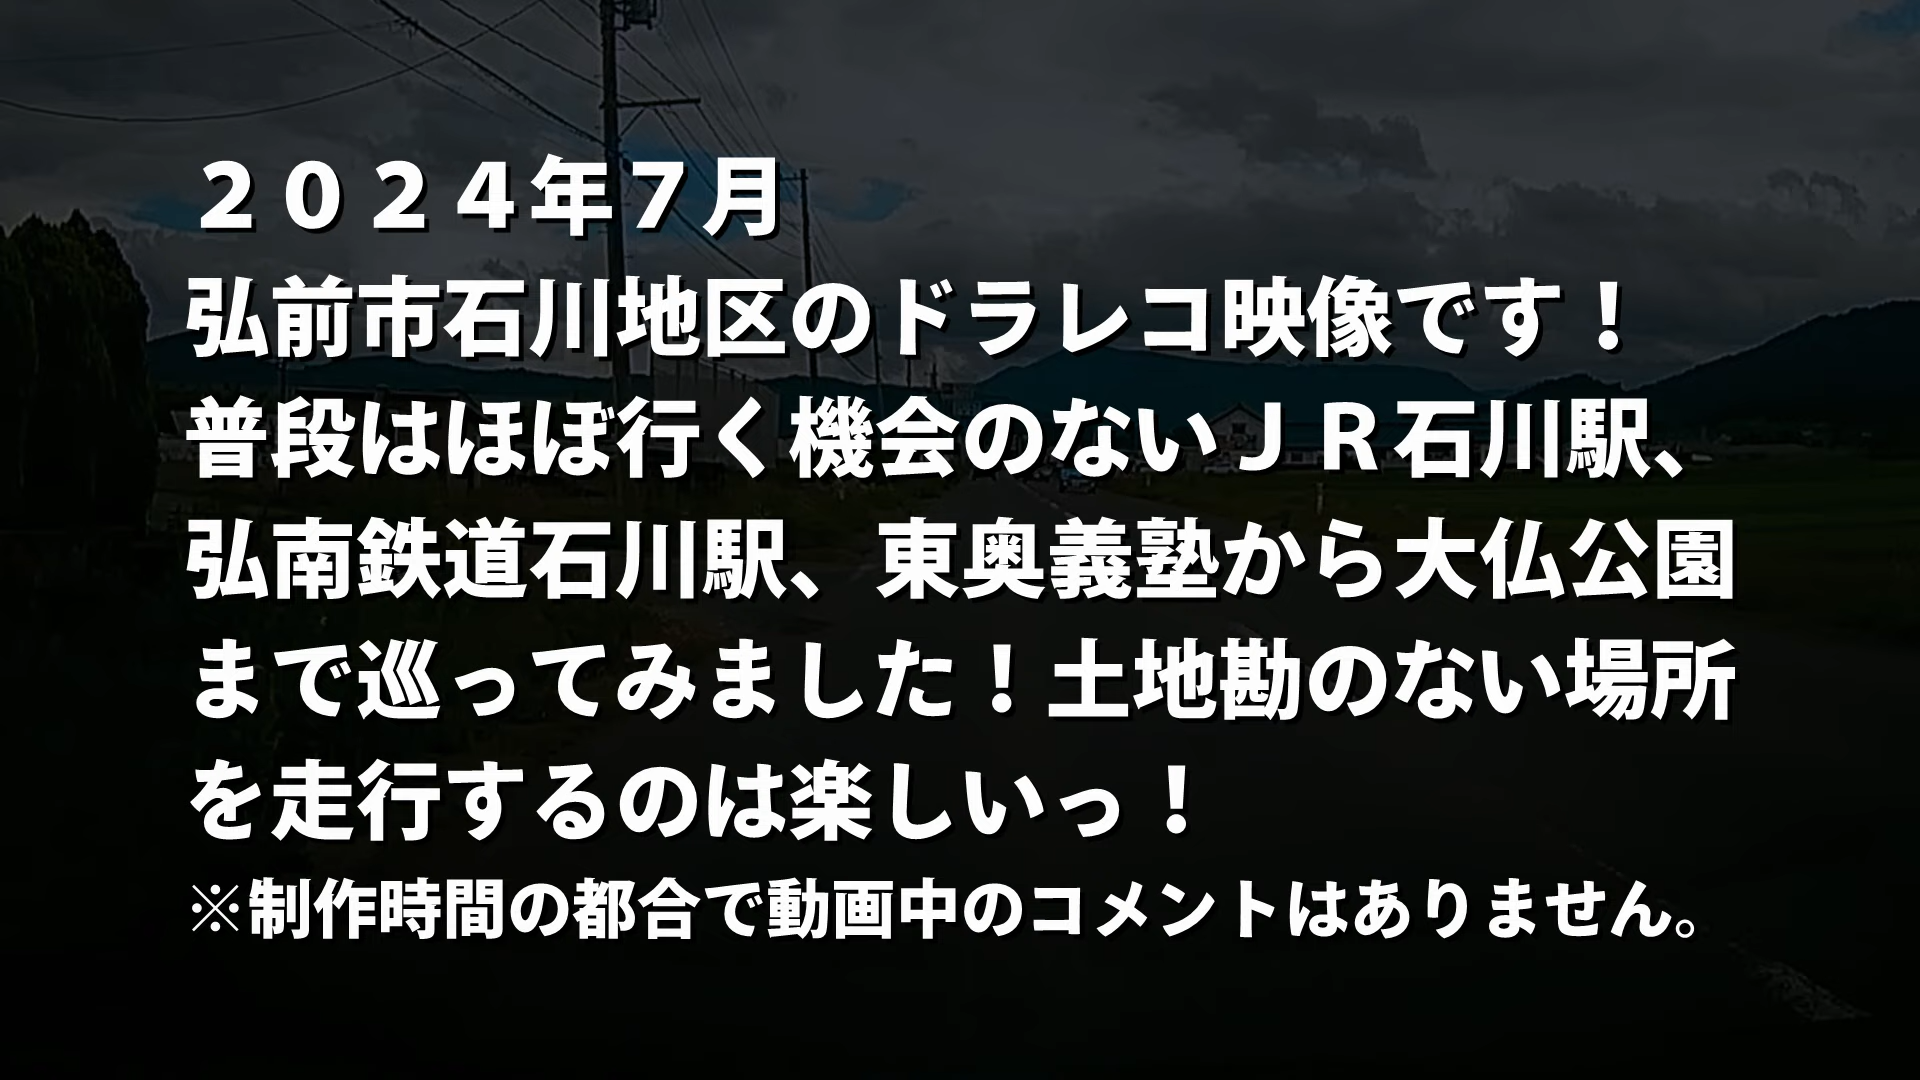 ２０２４年７月
弘前市石川地区のドラレコ映像です！
普段はほぼ行く機会のないＪＲ石川駅、
弘南鉄道石川駅、東奥義塾から大仏公園
まで巡ってみました！土地勘のない場所
を走行するのは楽しいっ！
※制作時間の都合で動画中のコメントはありません。